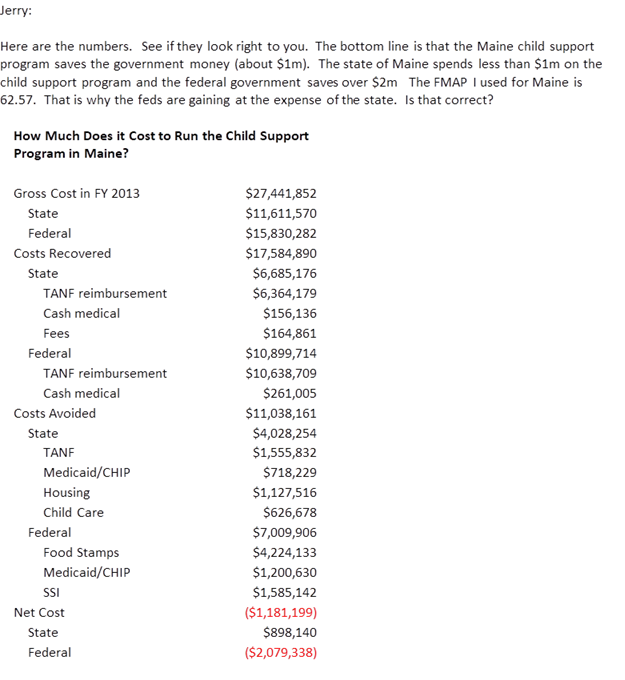 Jerry:
Here are the numbers. See if they look right to you. The bottom line is that the Maine child support
program saves the government money (about $1m). The state of Maine spends less than $1m on the
child support program and the federal government saves over $2m The FMAP I used for Maine is
62.57. That is why the feds are gaining at the expense of the state. Is that correct?
How Much Does it Cost to Run the Child Support
Program in Maine?
Gross Cost in FY 2013 $27,441,852
State $11,611,570
Federal $15,830,282
Costs Recovered $17,584,890
State $6,685,176
TANF reimbursement $6,364,179
Cash medical $156,136
Fees $164,861
Federal $10,899,714
TANF reimbursement $10,638,709
Cash medical $261,005
Costs Avoided $11,038,161
State $4,028,254
TANF $1,555,832
Medicaid/CHIP $718,229
Housing $1,127,516
Child Care $626,678
Federal $7,009,906
Food Stamps $4,224,133
Medicaid/CHIP $1,200,630
SSI $1,585,142
Net Cost ($1,181,199)
State $898,140
Federal ($2,079,338)